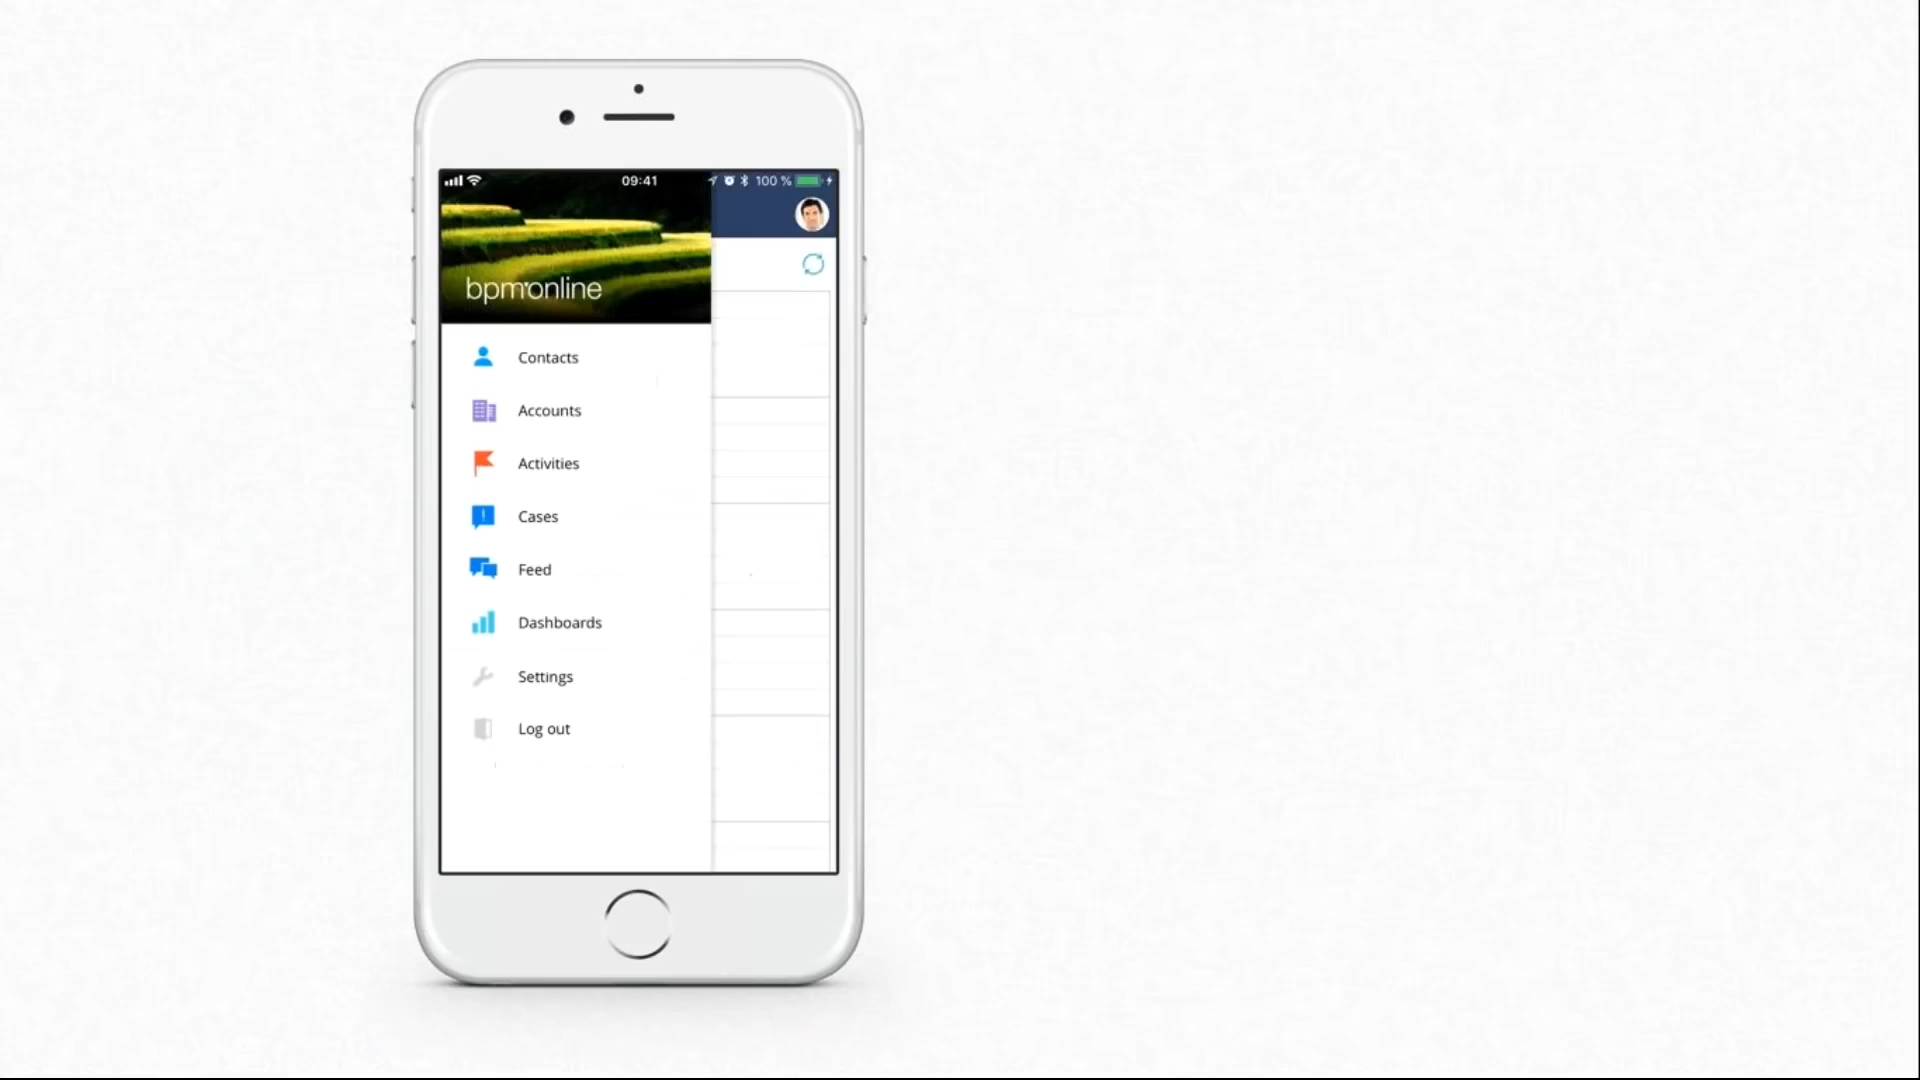 09:41
100 %
bpm'online
Contacts
Accounts
Activities
Cases
Feed
Dashboards
Settings
Log out